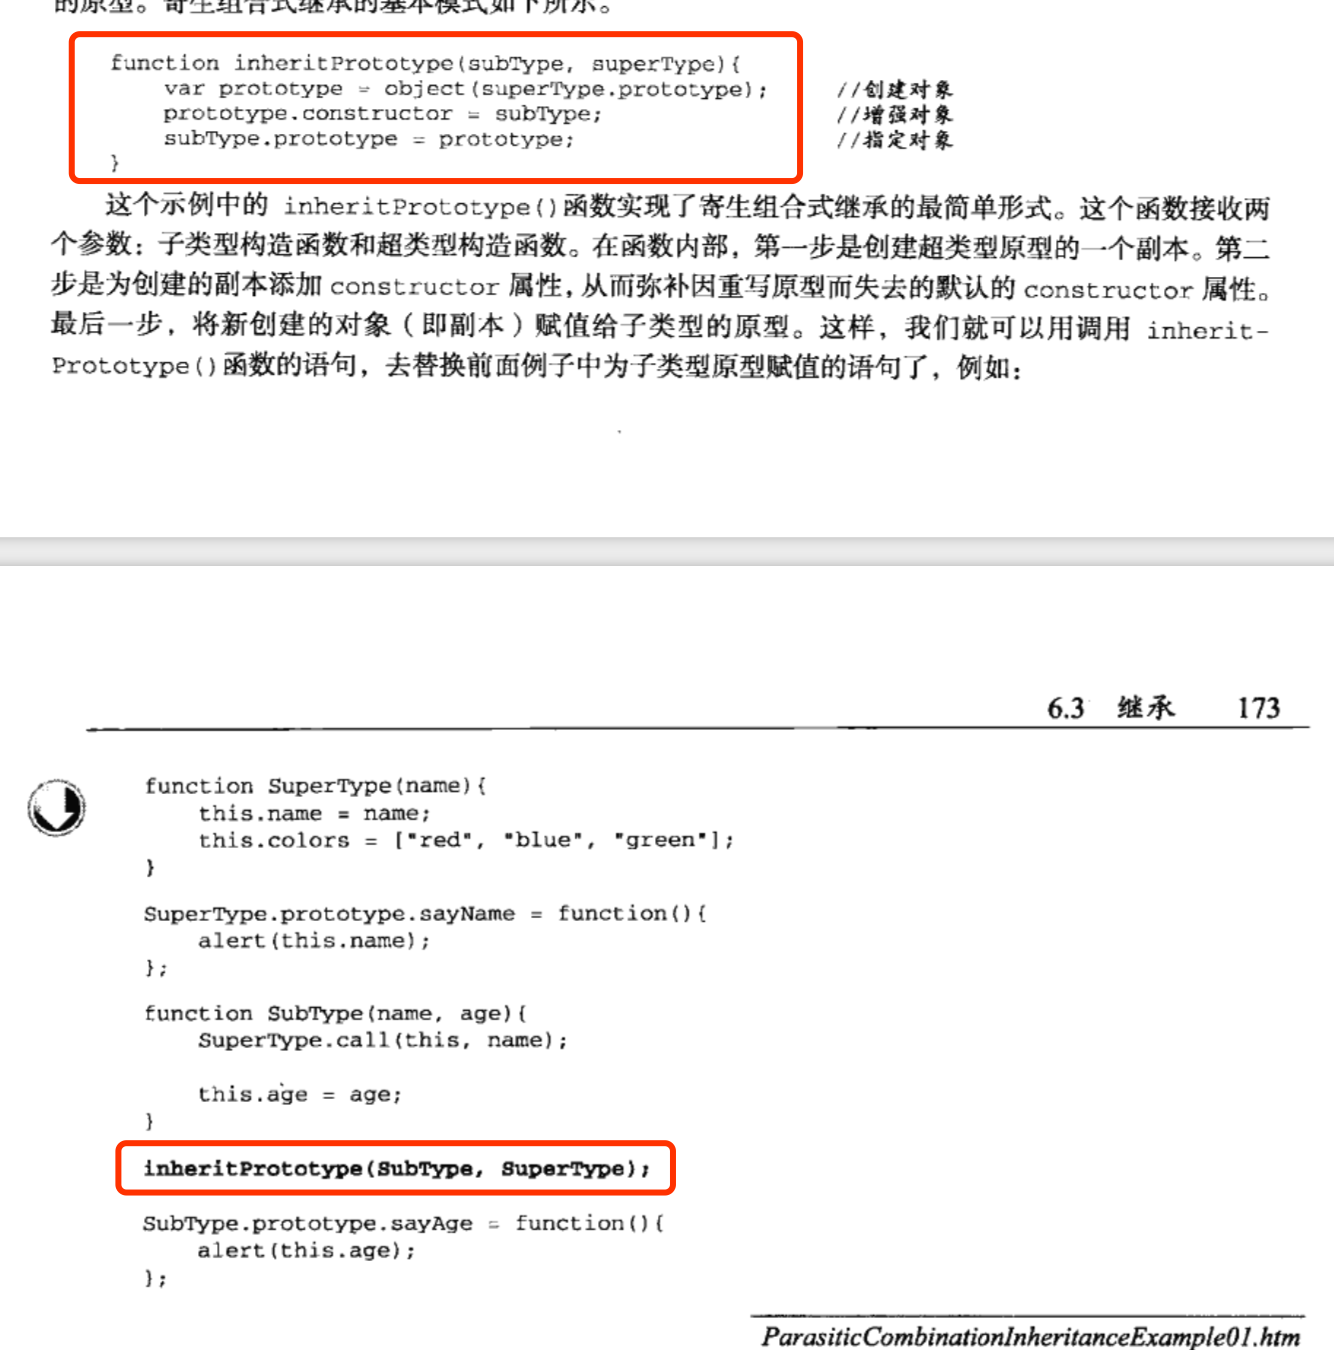 的原型。寄生组合式继承的基本模式如下所示。
function inheritPrototype(subType, superType){
    var prototype = object(superType.prototype);    //创建对象
    prototype.constructor = subType;    //增强对象
    subType.prototype = prototype;    //指定对象
}
这个示例中的 inheritPrototype()函数实现了寄生组合式继承的最简单形式。这个函数接收两
个参数：子类型构造函数和超类型构造函数。在函数内部，第一步是创建超类型原型的一个副本。第二
步是为创建的副本添加 constructor 属性，从而弥补因重写原型而失去的默认的 constructor 属性。
最后一步，将新创建的对象（即副本）赋值给子类型的原型。这样，我们就可以用调用 inherit-
Prototype()函数的语句，去替换前面例子中为子类型原型赋值的语句了，例如：
6.3 继承 173
function SuperType(name){
    this.name = name;
    this.colors = ["red", "blue", "green"];
}
SuperType.prototype.sayName = function(){
    alert(this.name);
};
function SubType(name, age){
    SuperType.call(this, name);
    this.age = age;
}
inheritPrototype(SubType, SuperType);
SubType.prototype.sayAge = function(){
    alert(this.age);
};
ParasiticCombinationInheritanceExample01.htm